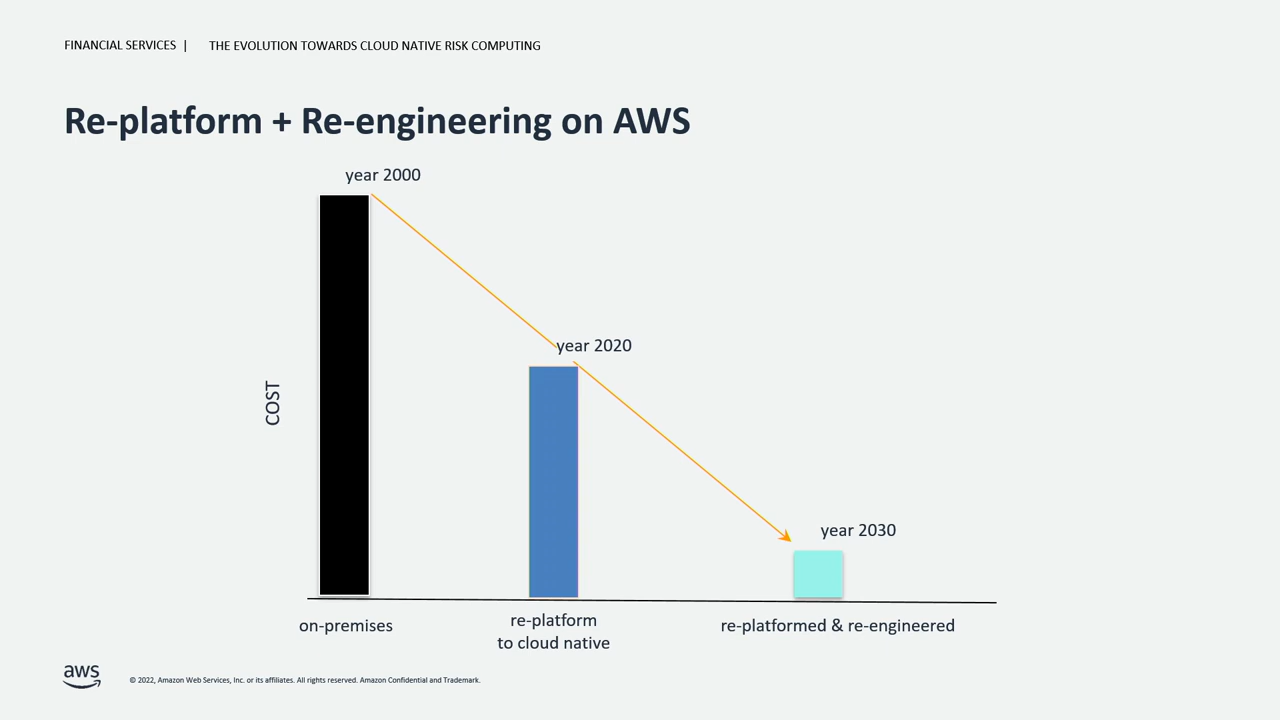 FINANCIAL SERVICES | THE EVOLUTION TOWARDS CLOUD NATIVE RISK COMPUTING
Re-platform + Re-engineering on AWS
year 2000
year 2020
COST
year 2030
on-premises
re-platform
to cloud native
re-platformed & re-engineered
aws
© 2022, Amazon Web Services, Inc. or its affiliates. All rights reserved. Amazon Confidential and Trademark.